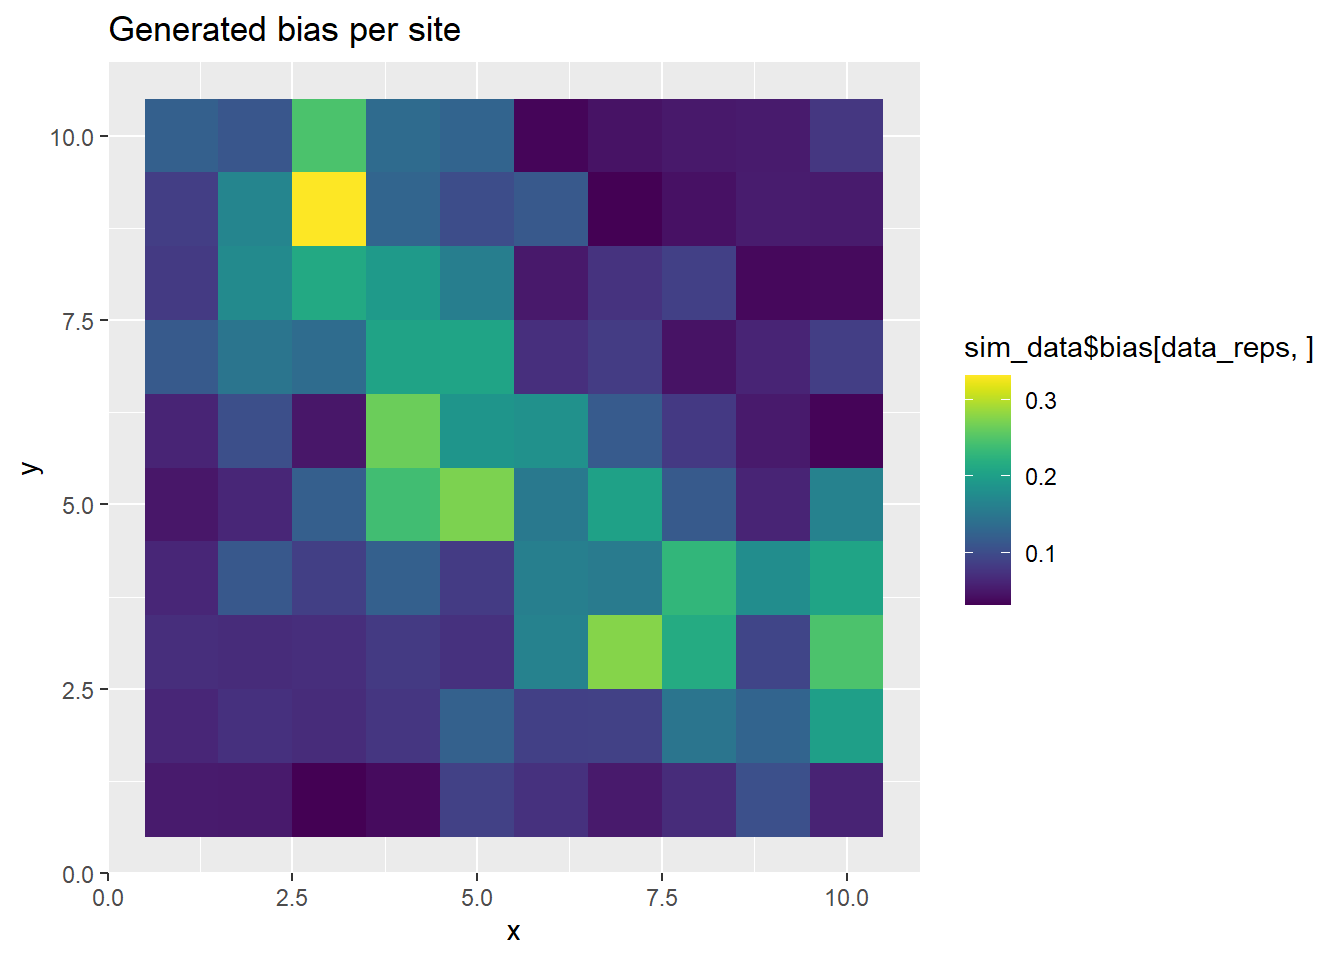 Generated bias per site
10.0
7.5
5.0
2.5
0.0
y
0.0 2.5 5.0 7.5 10.0
x
sim_data$bias[data_reps, ]
0.3
0.2
0.1